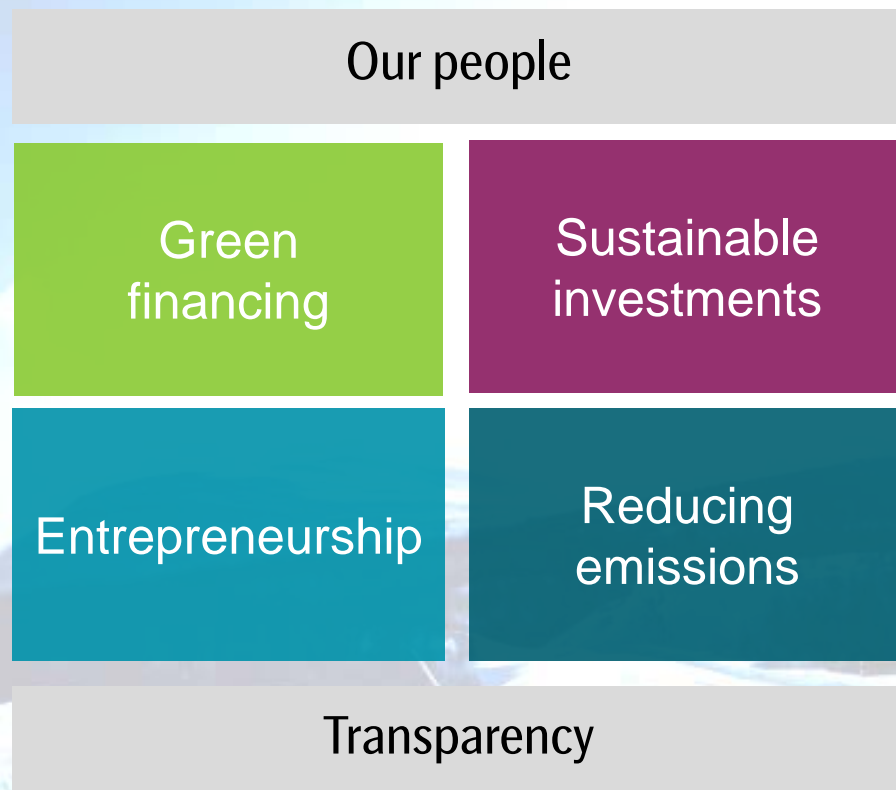 Our people
Green
financing
Sustainable
investments
Entrepreneurship
Reducing
emissions
Transparency